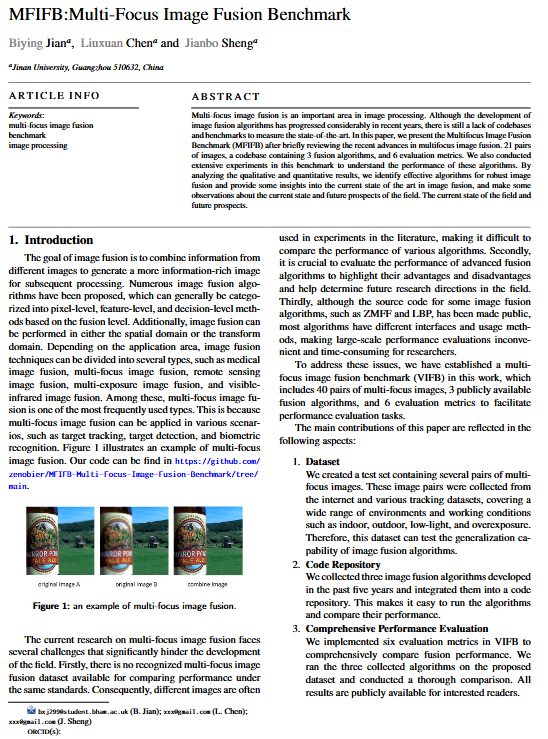 MFIFB:Multi-Focus Image Fusion Benchmark
Biying Jianᵃ, Liuxuan Chenᵃ and Jianbo Shengᵃ
ᵃJinan University, Guangzhou 510632, China
ARTICLE INFO
Keywords:
multi-focus image fusion
benchmark
image processing
ABSTRACT
Multi-focus image fusion is an important area in image processing. Although the development of
image fusion algorithms has progressed considerably in recent years, there is still a lack of codebases
and benchmarks to measure the state-of-the-art. In this paper, we present the Multifocus Image Fusion
Benchmark (MFIFB) after briefly reviewing the recent advances in multifocus image fusion. 21 pairs
of images, a codebase containing 3 fusion algorithms, and 6 evaluation metrics. We also conducted
extensive experiments in this benchmark to understand the performance of these algorithms. By
analyzing the qualitative and quantitative results, we identify effective algorithms for robust image
fusion and provide some insights into the current state of the art in image fusion, and make some
observations about the current state and future prospects of the field. The current state of the field and
future prospects.
1. Introduction
The goal of image fusion is to combine information from
different images to generate a more information-rich image
for subsequent processing. Numerous image fusion algo-
rithms have been proposed, which can generally be catego-
rized into pixel-level, feature-level, and decision-level meth-
ods based on the fusion level. Additionally, image fusion can
be performed in either the spatial domain or the transform
domain. Depending on the application area, image fusion
techniques can be divided into several types, such as medical
image fusion, multi-focus image fusion, remote sensing
image fusion, multi-exposure image fusion, and visible-
infrared image fusion. Among these, multi-focus image fu-
sion is one of the most frequently used types. This is because
multi-focus image fusion can be applied in various scenar-
ios, such as target tracking, target detection, and biometric
recognition. Figure 1 illustrates an example of multi-focus
image fusion. Our code can be find in https://github.com/
zenobier/MFIFB-Multi-Focus-Image-Fusion-Benchmark/tree/
main.
original image A
original image B
combine image
Figure 1: an example of multi-focus image fusion.
The current research on multi-focus image fusion faces
several challenges that significantly hinder the development
of the field. Firstly, there is no recognized multi-focus image
fusion dataset available for comparing performance under
the same standards. Consequently, different images are often
bxj299@student.bham.ac.uk (B. Jian); xxx@gmail.com (L. Chen);
xxx@gmail.com (J. Sheng)
ORCID(s):
used in experiments in the literature, making it difficult to
compare the performance of various algorithms. Secondly,
it is crucial to evaluate the performance of advanced fusion
algorithms to highlight their advantages and disadvantages
and help determine future research directions in the field.
Thirdly, although the source code for some image fusion
algorithms, such as ZMFF and LBP, has been made public,
most algorithms have different interfaces and usage meth-
ods, making large-scale performance evaluations inconve-
nient and time-consuming for researchers.
To address these issues, we have established a multi-
focus image fusion benchmark (VIFB) in this work, which
includes 40 pairs of multi-focus images, 3 publicly available
fusion algorithms, and 6 evaluation metrics to facilitate
performance evaluation tasks.
The main contributions of this paper are reflected in the
following aspects:
1. Dataset
We created a test set containing several pairs of multi-
focus images. These image pairs were collected from
the internet and various tracking datasets, covering a
wide range of environments and working conditions
such as indoor, outdoor, low-light, and overexposure.
Therefore, this dataset can test the generalization ca-
pability of image fusion algorithms.
2. Code Repository
We collected three image fusion algorithms developed
in the past five years and integrated them into a code
repository. This makes it easy to run the algorithms
and compare their performance.
3. Comprehensive Performance Evaluation
We implemented six evaluation metrics in VIFB to
comprehensively compare fusion performance. We
ran the three collected algorithms on the proposed
dataset and conducted a thorough comparison. All
results are publicly available for interested readers.